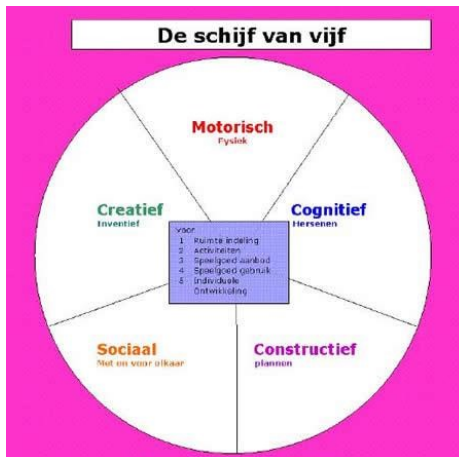 De schijf van vijf
Motorisch
Fysiek
Creatief
Inventief
Cognitief
Hersenen
Voor
1 Ruimte indeling
2 Activiteiten
3 Speelgoed aanbod
4 Speelgoed gebruik
5 Individuele
Ontwikkeling
Sociaal
Met en voor elkaar
Constructief
plannen